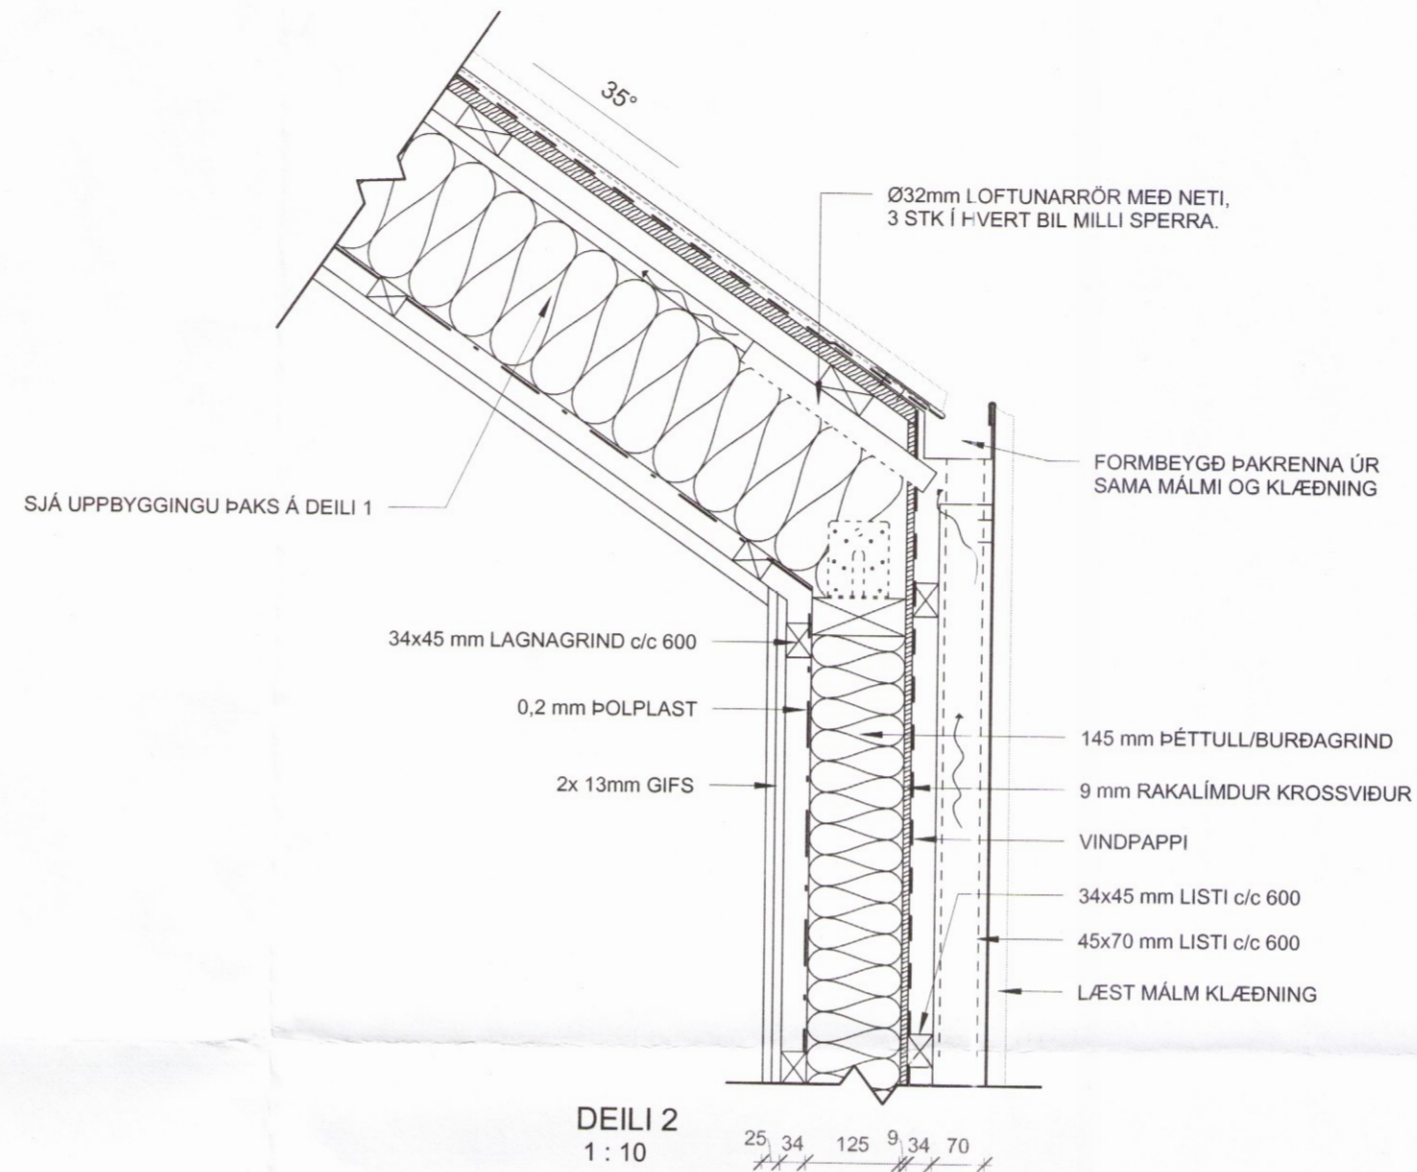 35°
Ø32mm LOFTUNARRÖR MEÐ NETI,
3 STK Í HVERT BIL MILLI SPERRA.
FORMBEYGÐ ÞAKRENNA ÚR
SAMA MÁLMI OG KLÆÐNING
SJÁ UPPBYGGINGU ÞAKS Á DEILI 1
34x45 mm LAGNAGRIND c/c 600
0,2 mm ÞOLPLAST
2x 13mm GIFS
145 mm ÞÉTTULL/BURÐAGRIND
9 mm RAKALÍMDUR KROSSVIÐUR
VINDPAPPI
34x45 mm LISTI c/c 600
45x70 mm LISTI c/c 600
LÆST MÁLM KLÆÐNING
DEILI 2
1 : 10
25 34 125 9 34 70